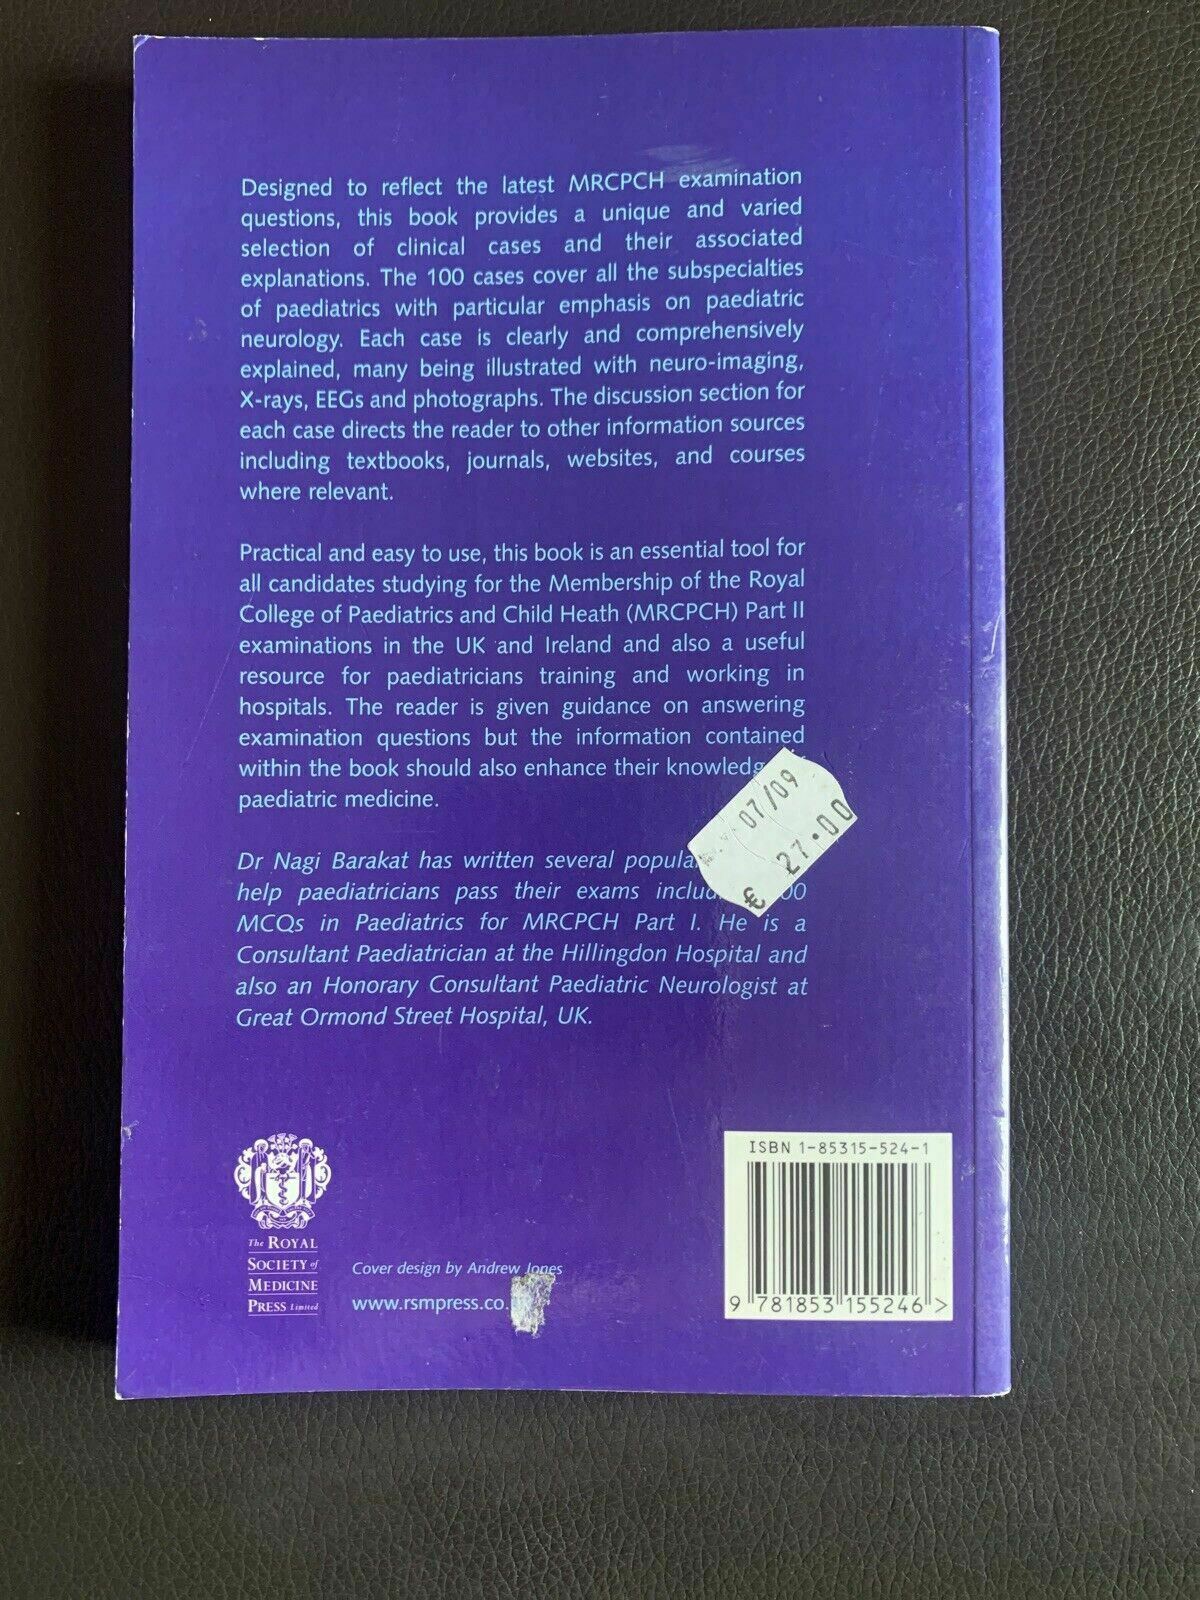 Designed to reflect the latest MRCPCH examination
questions, this book provides a unique and varied
selection of clinical cases and their associated
explanations. The 100 cases cover all the subspecialties
of paediatrics with particular emphasis on paediatric
neurology. Each case is clearly and comprehensively
explained, many being illustrated with neuro-imaging,
X-rays, EEGs and photographs. The discussion section for
each case directs the reader to other information sources
including textbooks, journals, websites, and courses
where relevant.
Practical and easy to use, this book is an essential tool for
all candidates studying for the Membership of the Royal
College of Paediatrics and Child Heath (MRCPCH) Part II
examinations in the UK and Ireland and also a useful
resource for paediatricians training and working in
hospitals. The reader is given guidance on answering
examination questions but the information contained
within the book should also enhance their knowledg
paediatric medicine.
07/09
£ 27.00
Dr Nagi Barakat has written several popular
help paediatricians pass their exams includ 00
MCQs in Paediatrics for MRCPCH Part I. He is a
Consultant Paediatrician at the Hillingdon Hospital and
also an Honorary Consultant Paediatric Neurologist at
Great Ormond Street Hospital, UK.
The ROYAL
SOCIETY of
MEDICINE
PRESS Limited
Cover design by Andrew Jones
www.rsmpress.co.
ISBN 1-85315-524-1
9 781853 155246 >